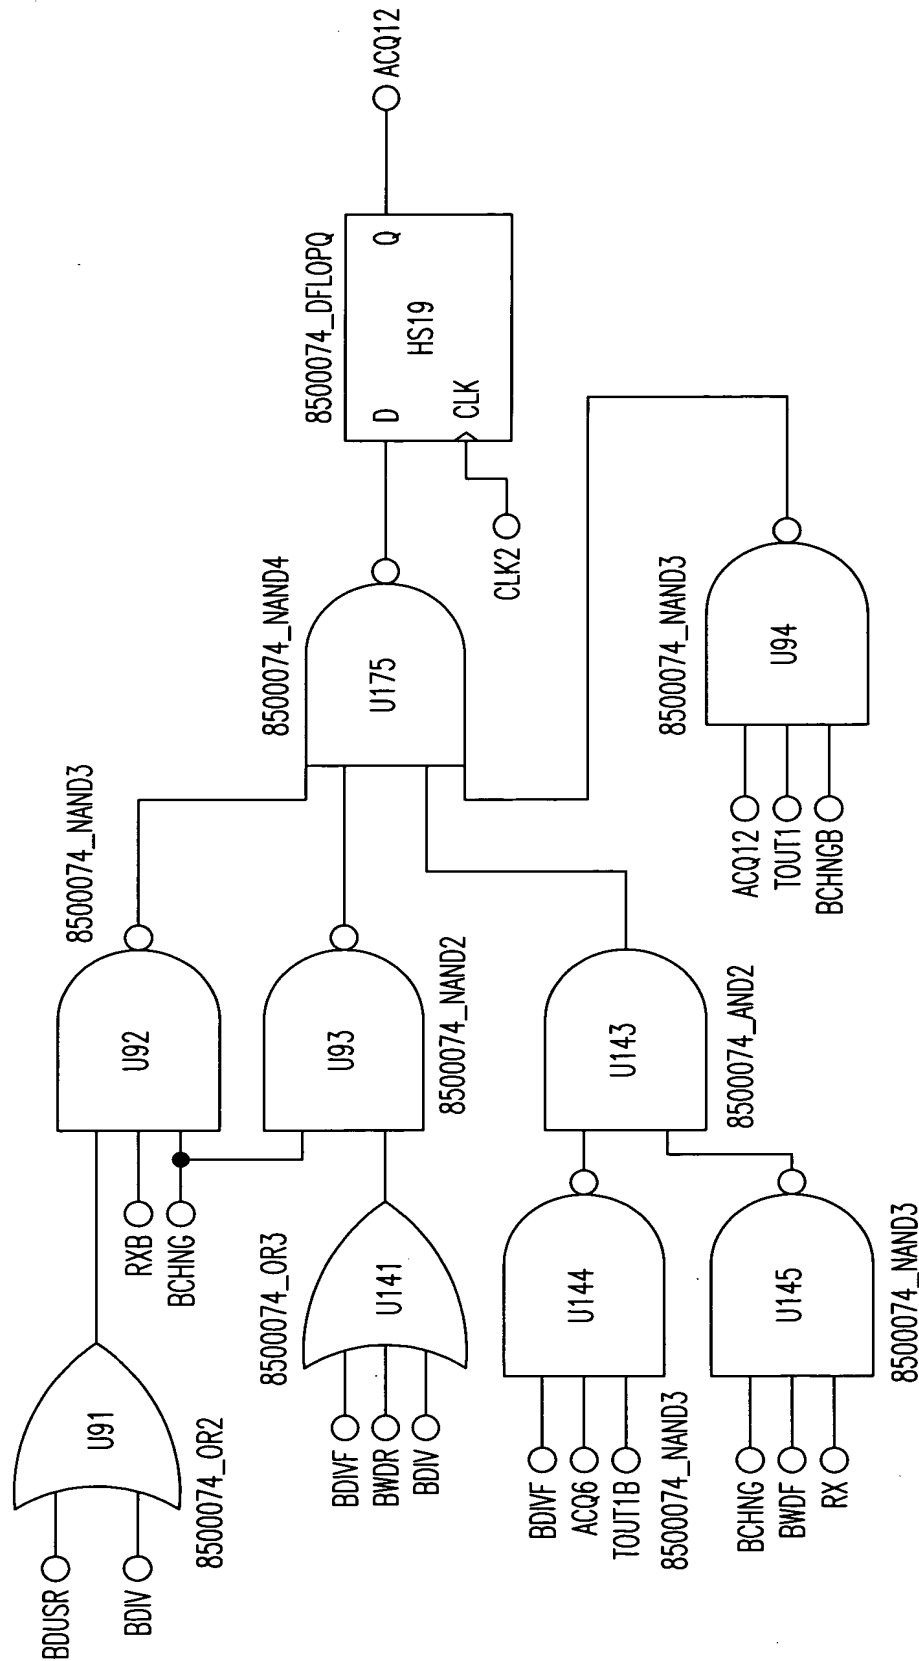 BDUSR
BDIV
U91
8500074_OR2
RXB
BCHNG
U92
8500074_NAND3
BDIVF
BWDR
BDIV
U141
8500074_OR3
U93
8500074_NAND2
BDIVF
ACQ6
TOUT1B
U144
8500074_NAND3
BCHNG
BWDF
RX
U145
8500074_NAND3
U143
8500074_AND2
U175
8500074_NAND4
ACQ12
TOUT1
BCHNGB
U94
8500074_NAND3
CLK2
8500074_DFLOPQ
D
Q
HS19
CLK
ACQ12